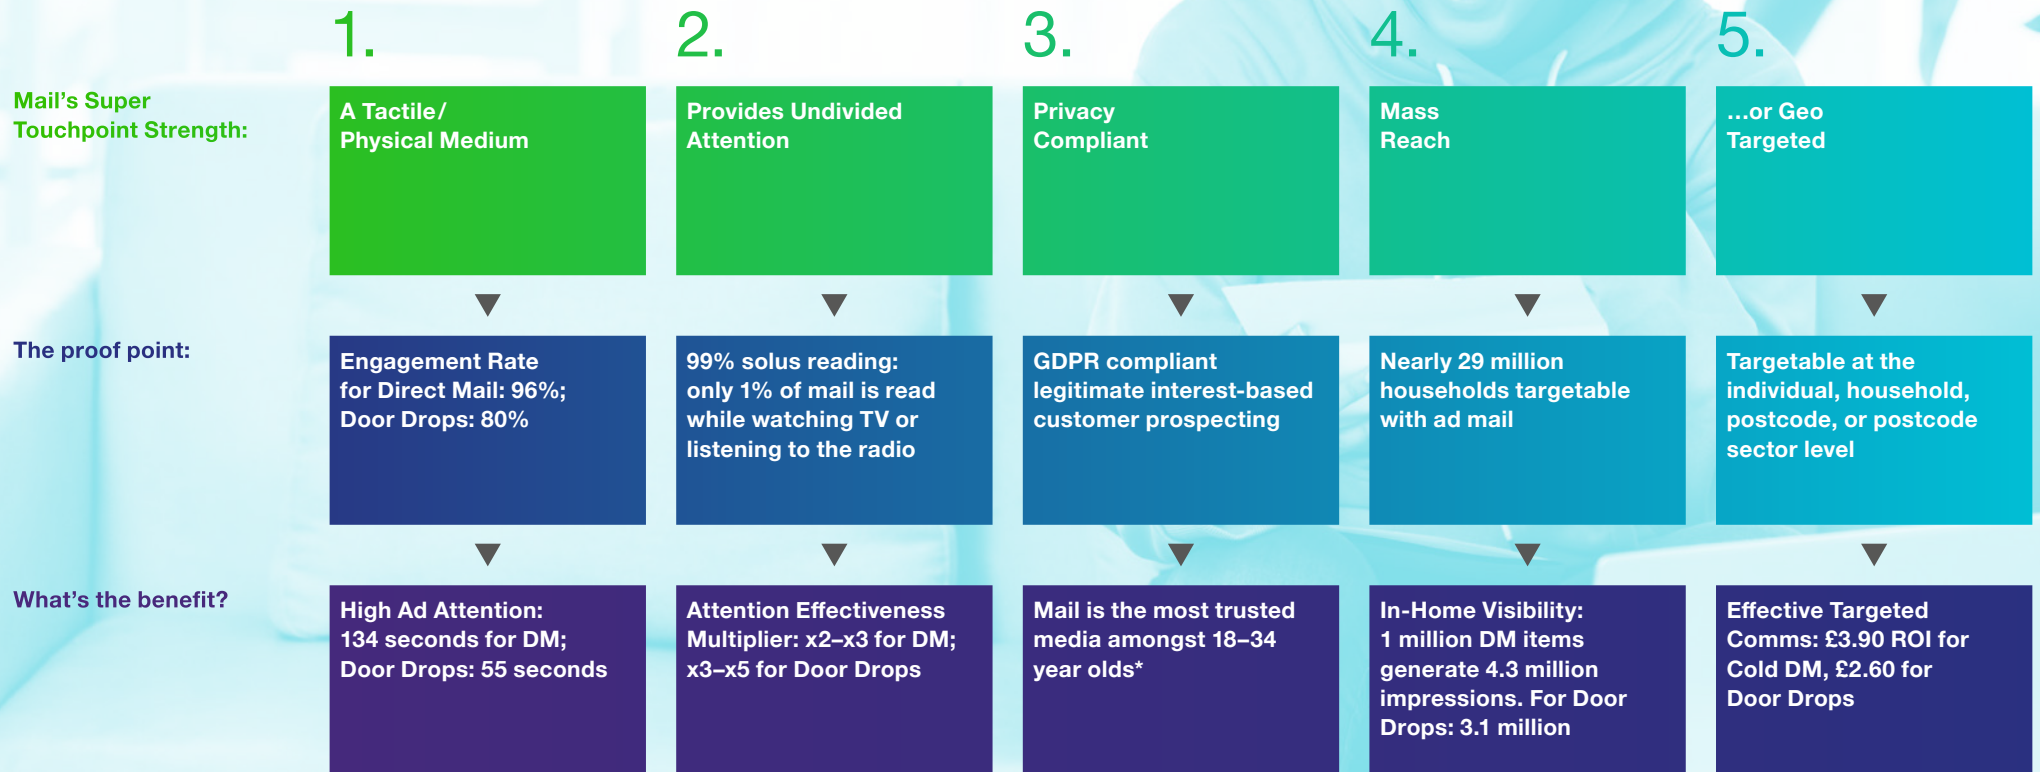 1.
2.
3.
4.
5.
Mail's Super
Touchpoint Strength:
A Tactile/
Physical Medium
Provides Undivided
Attention
Privacy
Compliant
Mass
Reach
...or Geo
Targeted
The proof point:
Engagement Rate
for Direct Mail: 96%;
Door Drops: 80%
99% solus reading:
only 1% of mail is read
while watching TV or
listening to the radio
GDPR compliant
legitimate interest-based
customer prospecting
Nearly 29 million
households targetable
with ad mail
Targetable at the
individual, household,
postcode, or postcode
sector level
What's the benefit?
High Ad Attention:
134 seconds for DM;
Door Drops: 55 seconds
Attention Effectiveness
Multiplier: x2–x3 for DM;
x3–x5 for Door Drops
Mail is the most trusted
media amongst 18–34
year olds*
In-Home Visibility:
1 million DM items
generate 4.3 million
impressions. For Door
Drops: 3.1 million
Effective Targeted
Comms: £3.90 ROI for
Cold DM, £2.60 for
Door Drops